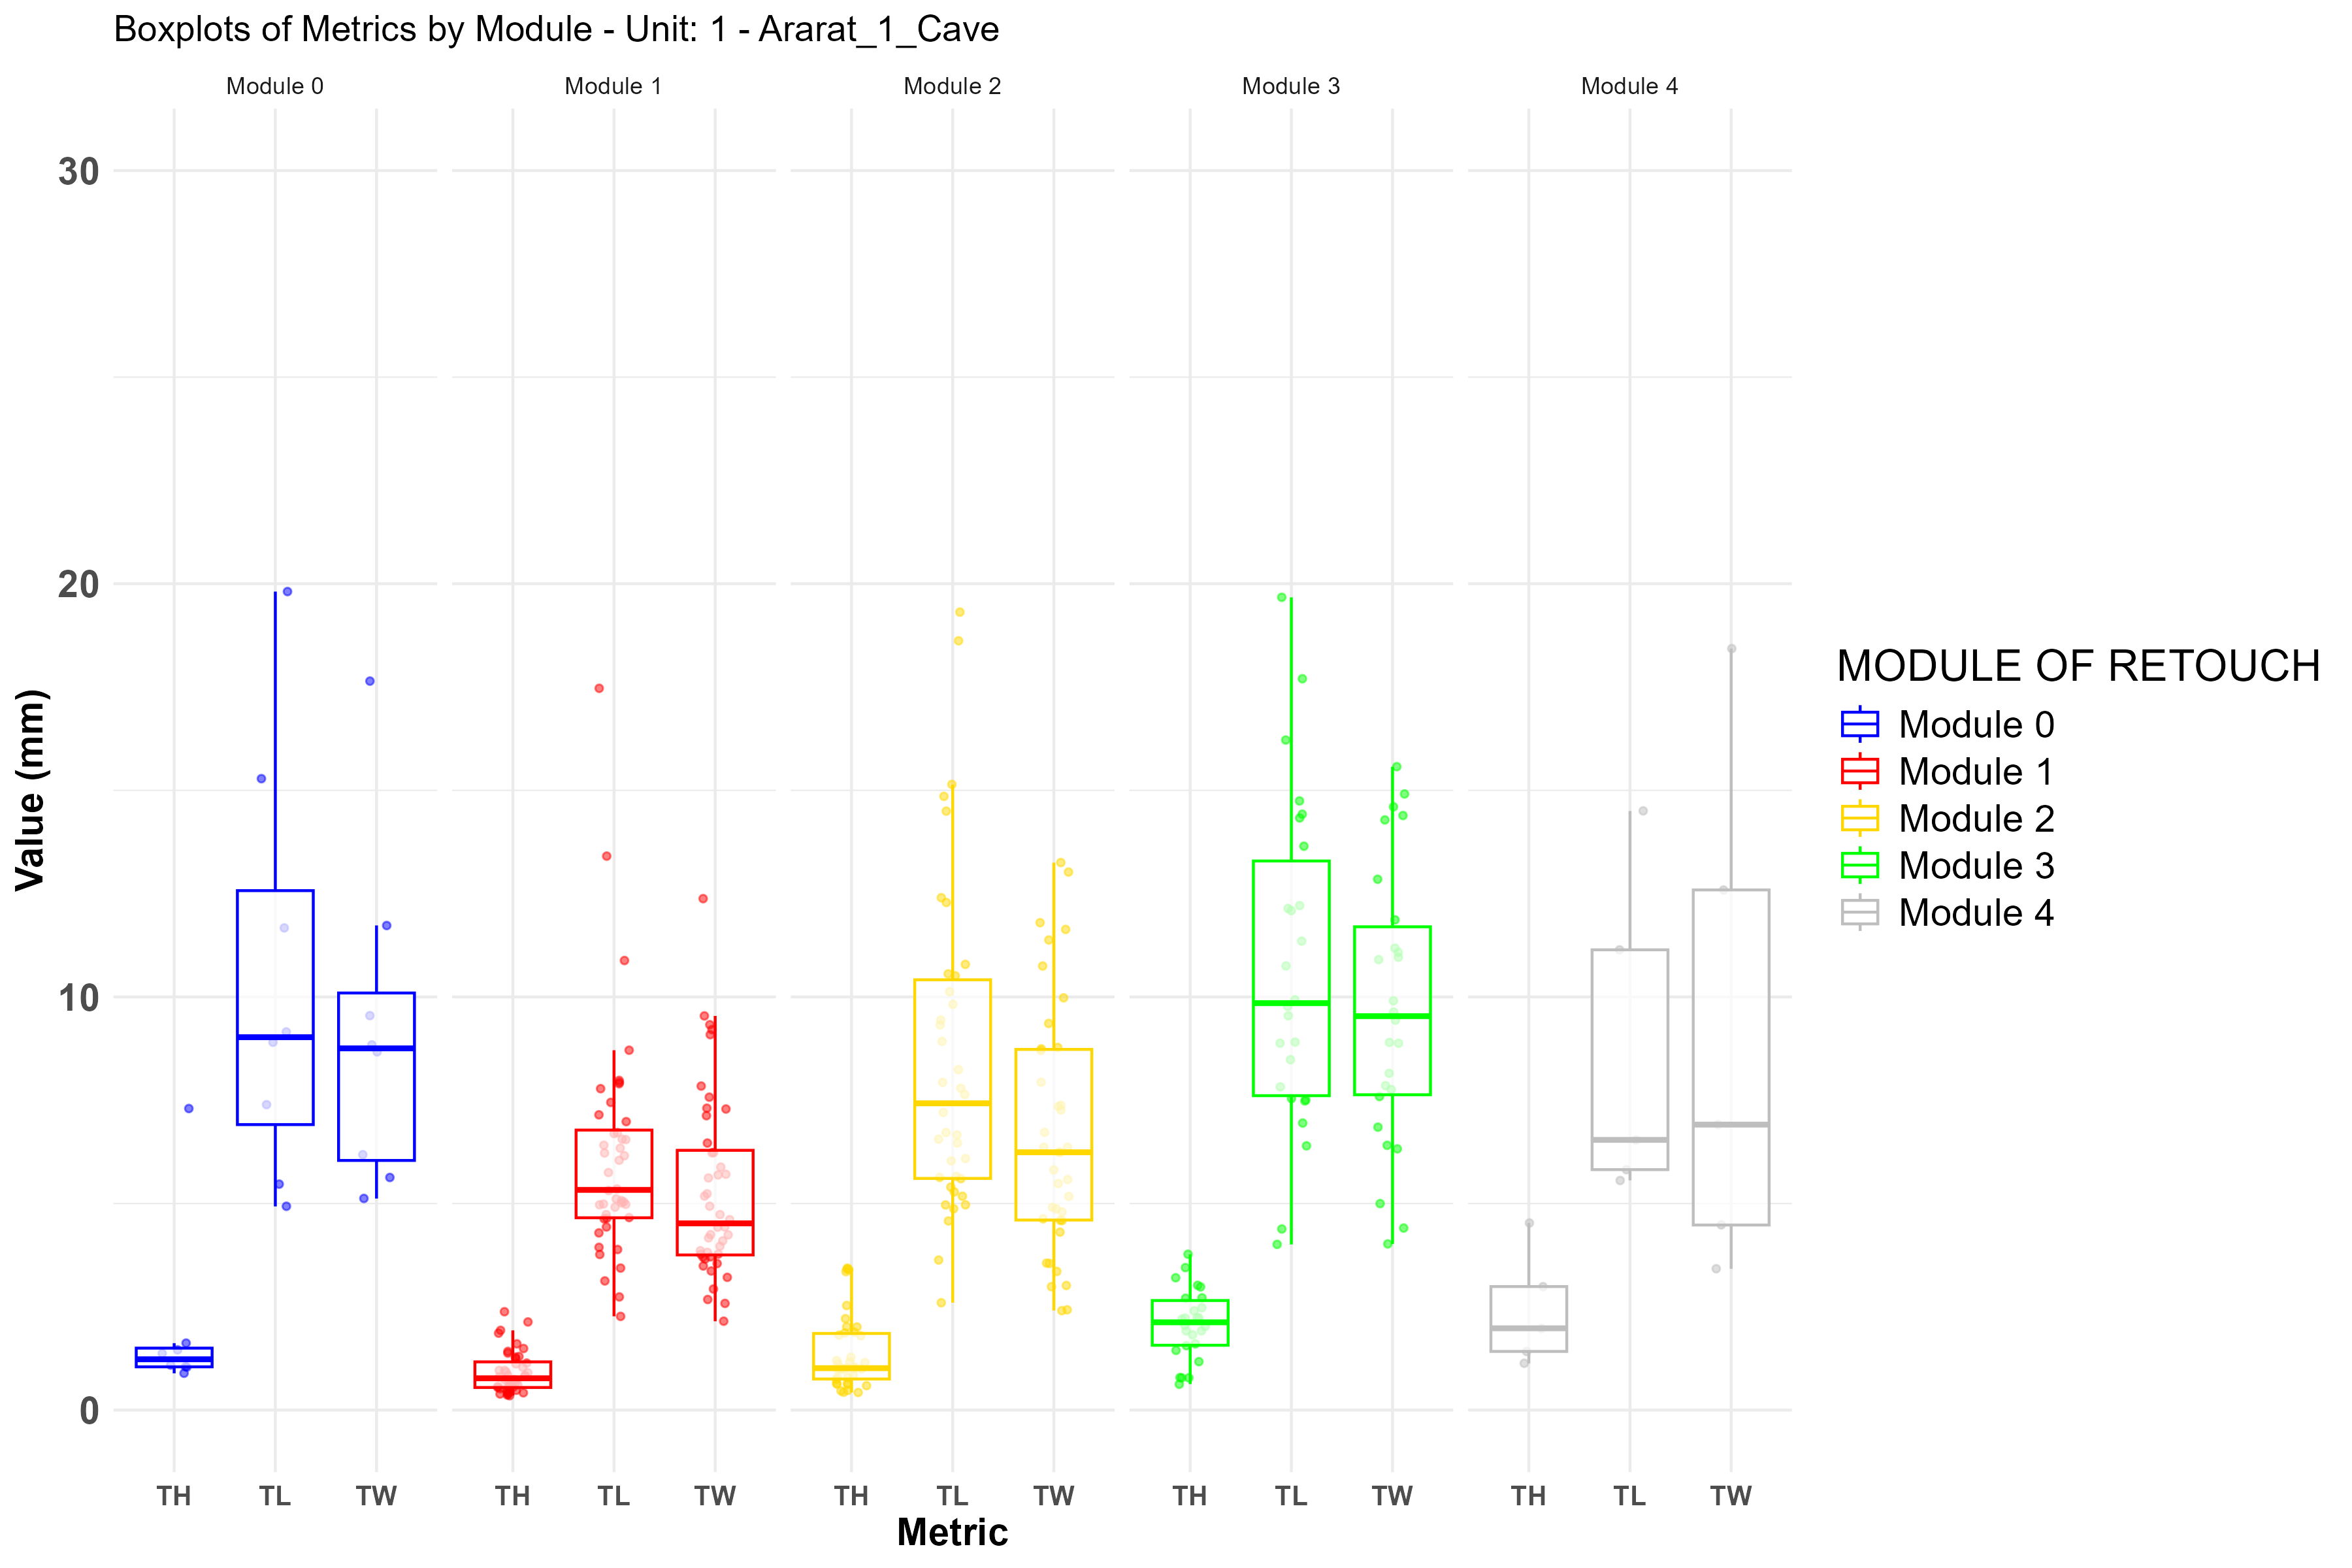 Boxplots of Metrics by Module - Unit: 1 - Ararat_1_Cave
Module 0 Module 1 Module 2 Module 3 Module 4
30
20
10
0
Value (mm)
TH TL TW TH TL TW TH TL TW TH TL TW TH TL TW
Metric
MODULE OF RETOUCH
Module 0
Module 1
Module 2
Module 3
Module 4